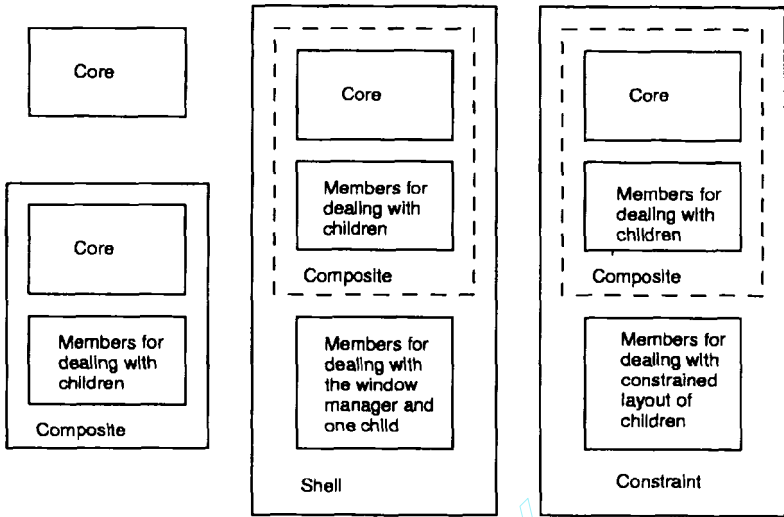 Core
Core
Members for
dealing with
children
Composite
Core
Members for
dealing with
children
Composite
Members for
dealing with
the window
manager and
one child
Shell
Core
Members for
dealing with
children
Composite
Members for
dealing with
constrained
layout of
children
Constraint